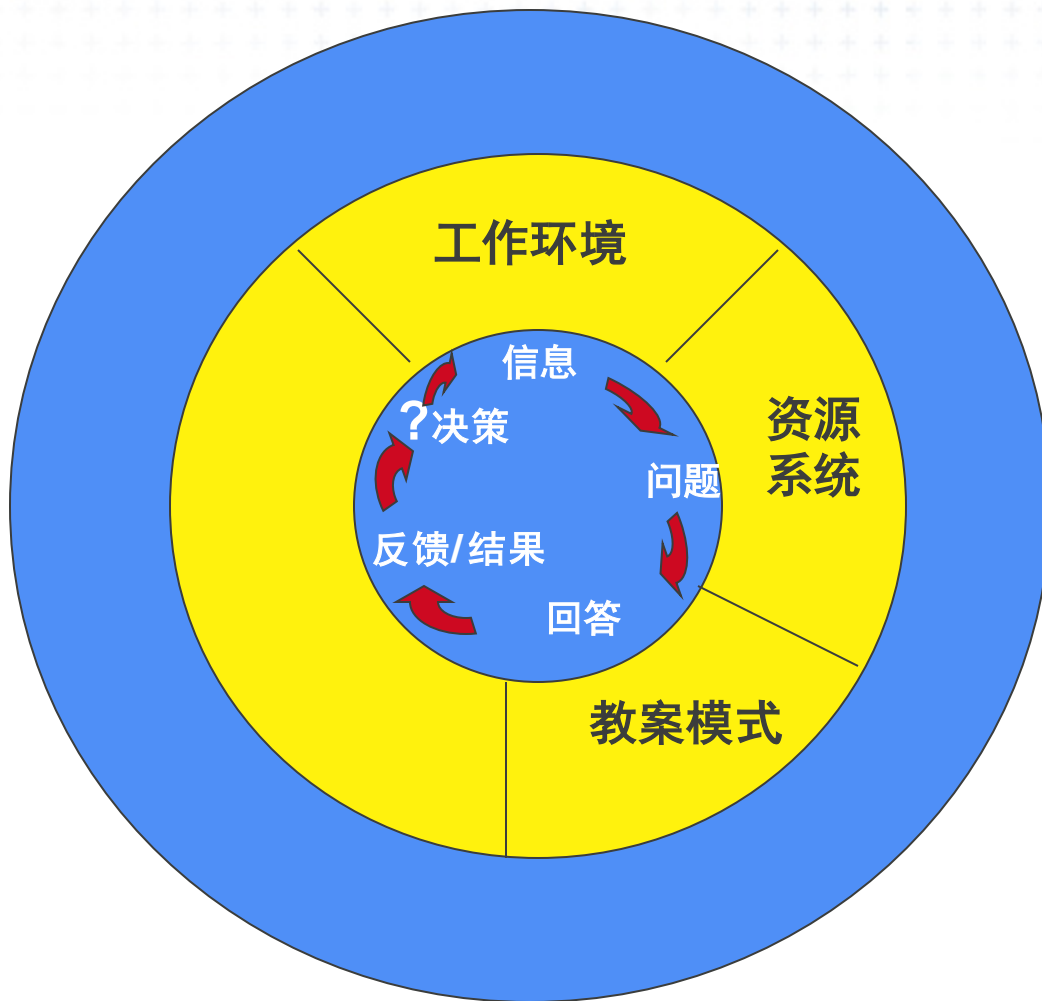 工作环境
信息
?决策
资源
系统
问题
反馈/结果
回答
教案模式